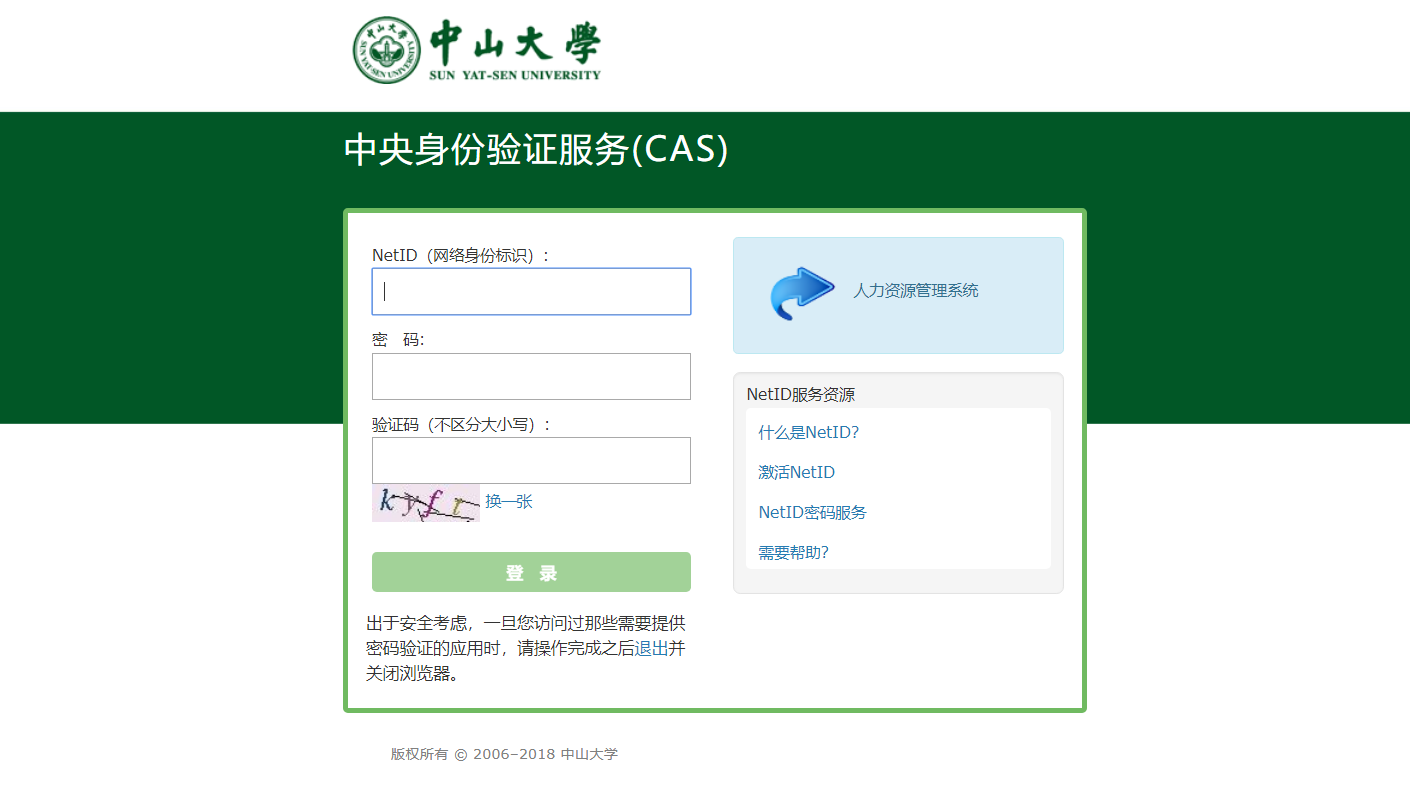 中山大學
SUN YAT-SEN UNIVERSITY
中央身份验证服务(CAS)
NetID（网络身份标识）:
密 码:
验证码（不区分大小写）:
kyfr 换一张
登 录
出于安全考虑，一旦您访问过那些需要提供
密码验证的应用时，请操作完成之后退出并
关闭浏览器。
人力资源管理系统
NetID服务资源
什么是NetID?
激活NetID
NetID密码服务
需要帮助?
版权所有 © 2006–2018 中山大学